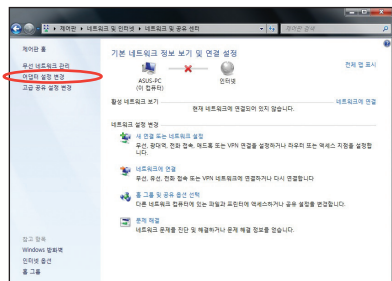 제어판 ▸ 네트워크 및 인터넷 ▸ 네트워크 및 공유 센터
제어판 검색
제어판 홈
무선 네트워크 관리
어댑터 설정 변경
고급 공유 설정 변경
기본 네트워크 정보 보기 및 연결 설정
전체 맵 표시
ASUS-PC
(이 컴퓨터)
인터넷
활성 네트워크 보기
네트워크에 연결
현재 네트워크에 연결되어 있지 않습니다.
네트워크 설정 변경
새 연결 또는 네트워크 설정
무선, 광대역, 전화 접속, 애드혹 또는 VPN 연결을 설정하거나 라우터 또는 액세스 지점을 설정합
니다.
네트워크에 연결
무선, 유선, 전화 접속 또는 VPN 네트워크에 연결하거나 다시 연결합니다
홈 그룹 및 공유 옵션 선택
다른 네트워크 컴퓨터에 있는 파일과 프린터에 액세스하거나 공유 설정을 변경합니다.
문제 해결
네트워크 문제를 진단 및 해결하거나 문제 해결 정보를 얻습니다.
참고 항목
Windows 방화벽
인터넷 옵션
홈 그룹